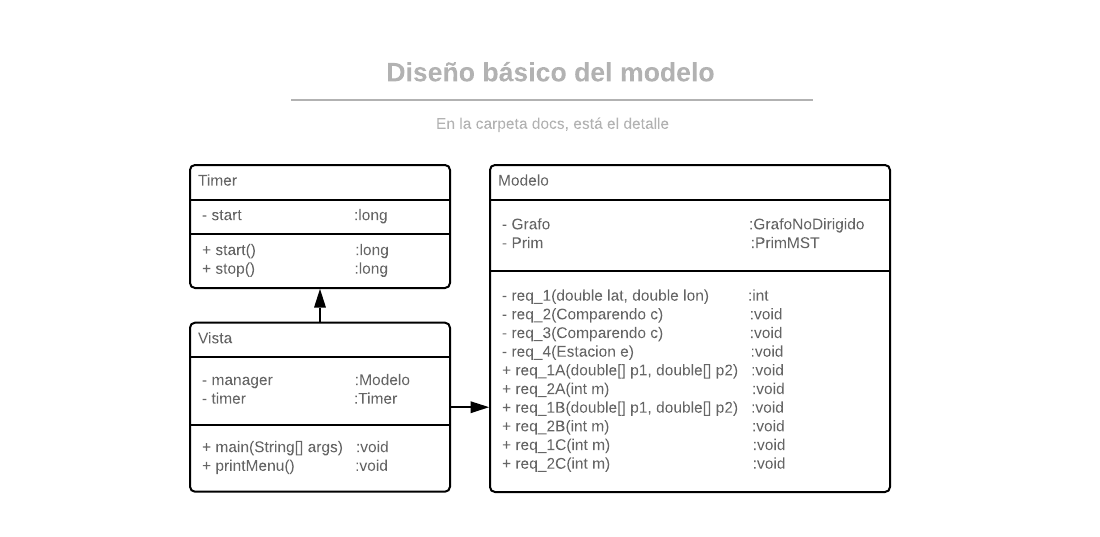 Diseño básico del modelo
En la carpeta docs, está el detalle
Timer
- start :long
+ start() :long
+ stop() :long
Vista
- manager :Modelo
- timer :Timer
+ main(String[] args) :void
+ printMenu() :void
Modelo
- Grafo :GrafoNoDirigido
- Prim :PrimMST
- req_1(double lat, double lon) :int
- req_2(Comparendo c) :void
- req_3(Comparendo c) :void
- req_4(Estacion e) :void
+ req_1A(double[] p1, double[] p2) :void
+ req_2A(int m) :void
+ req_1B(double[] p1, double[] p2) :void
+ req_2B(int m) :void
+ req_1C(int m) :void
+ req_2C(int m) :void